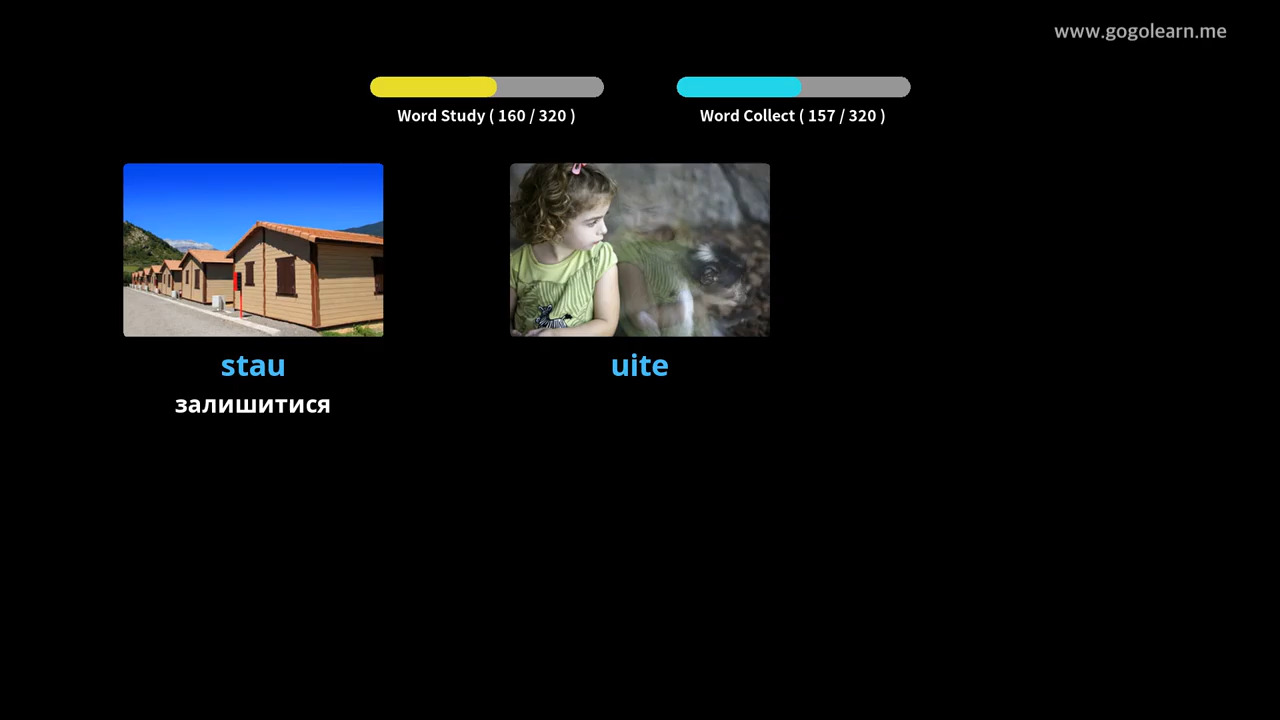 www.gogolearn.me
Word Study ( 160 / 320 )
Word Collect ( 157 / 320 )
stau
uite
залишитися